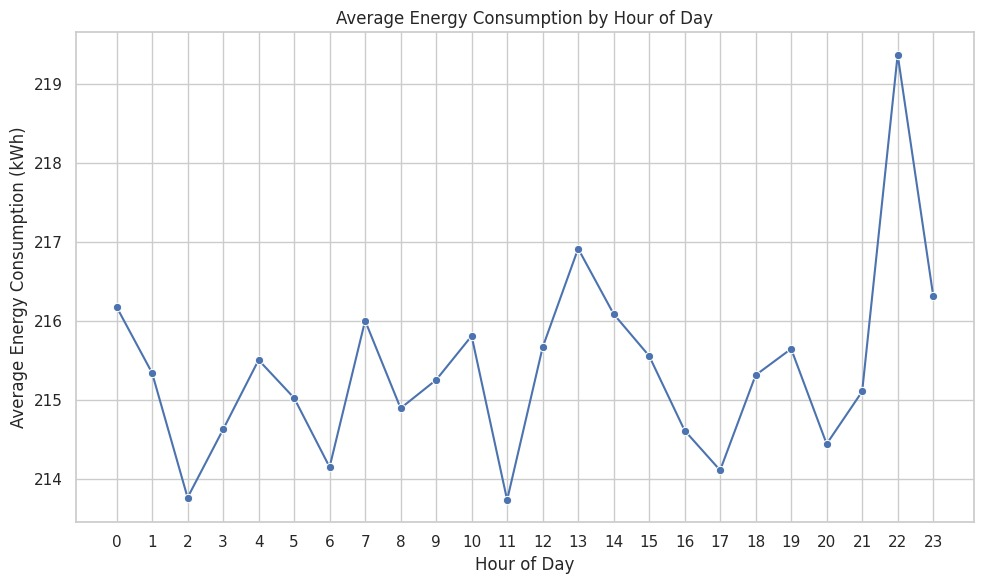 Average Energy Consumption by Hour of Day
219
218
217
216
215
214
Average Energy Consumption (kWh)
0 1 2 3 4 5 6 7 8 9 10 11 12 13 14 15 16 17 18 19 20 21 22 23
Hour of Day